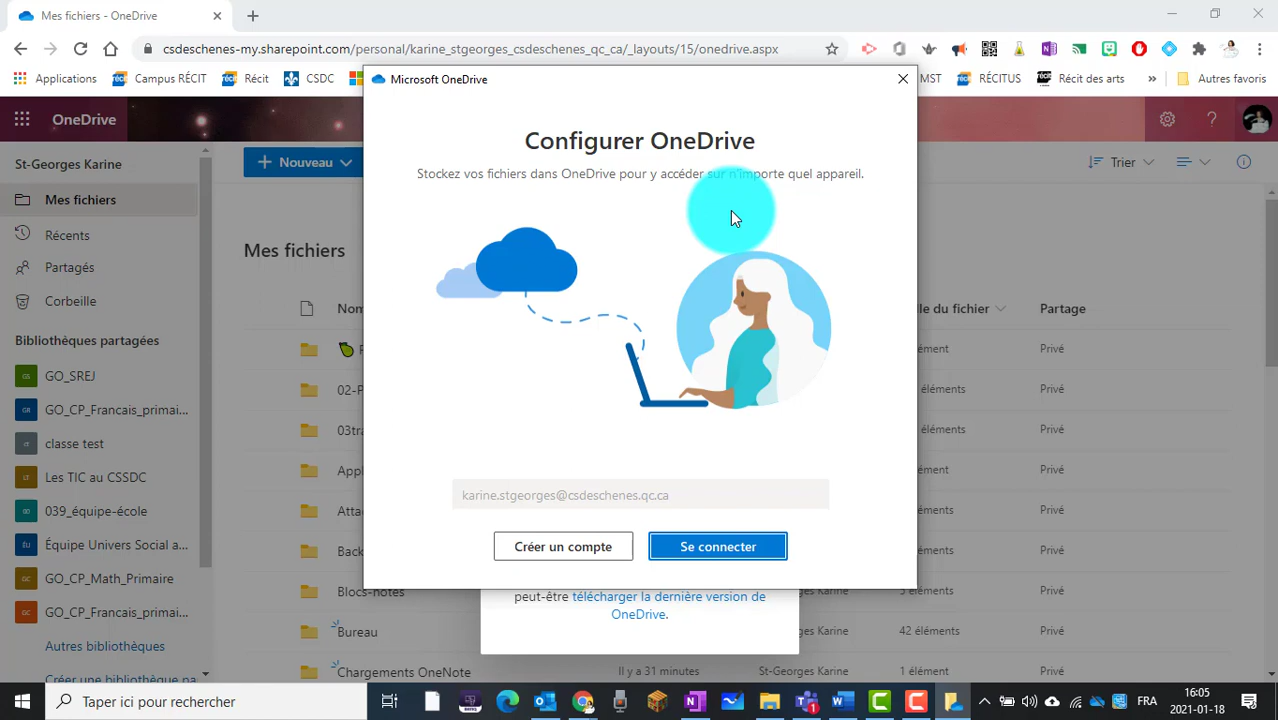 Mes fichiers - OneDrive
csdeschenes-my.sharepoint.com/personal/karine_stgeorges_csdeschenes_qc_ca/_layouts/15/onedrive.aspx
Applications Campus RÉCIT Récit CSDC MST RÉCITUS Récit des arts » Autres favoris
Microsoft OneDrive
OneDrive
Configurer OneDrive
Stockez vos fichiers dans OneDrive pour y accéder sur n'importe quel appareil.
St-Georges Karine
Nouveau
Trier
Mes fichiers
Récents
Partagés
Corbeille
Bibliothèques partagées
GO_SREJ
GO_CP_Francais_primai...
classe test
Les TIC au CSSDC
039_équipe-école
Équipe Univers Social a...
GO_CP_Math_Primaire
GO_CP_Francais_primai...
Autres bibliothèques
Mes fichiers
Partage
Privé
02-P
éléments Privé
03tra
Privé
Privé
Privé
Privé
Blocs-notes
Privé
Bureau
St-Georges Karine 42 éléments Privé
Chargements OneNote Il y a 31 minutes St-Georges Karine 1 élément Privé
karine.stgeorges@csdeschenes.qc.ca
Créer un compte Se connecter
peut-être télécharger la dernière version de
OneDrive.
Taper ici pour rechercher
FRA
16:05
2021-01-18